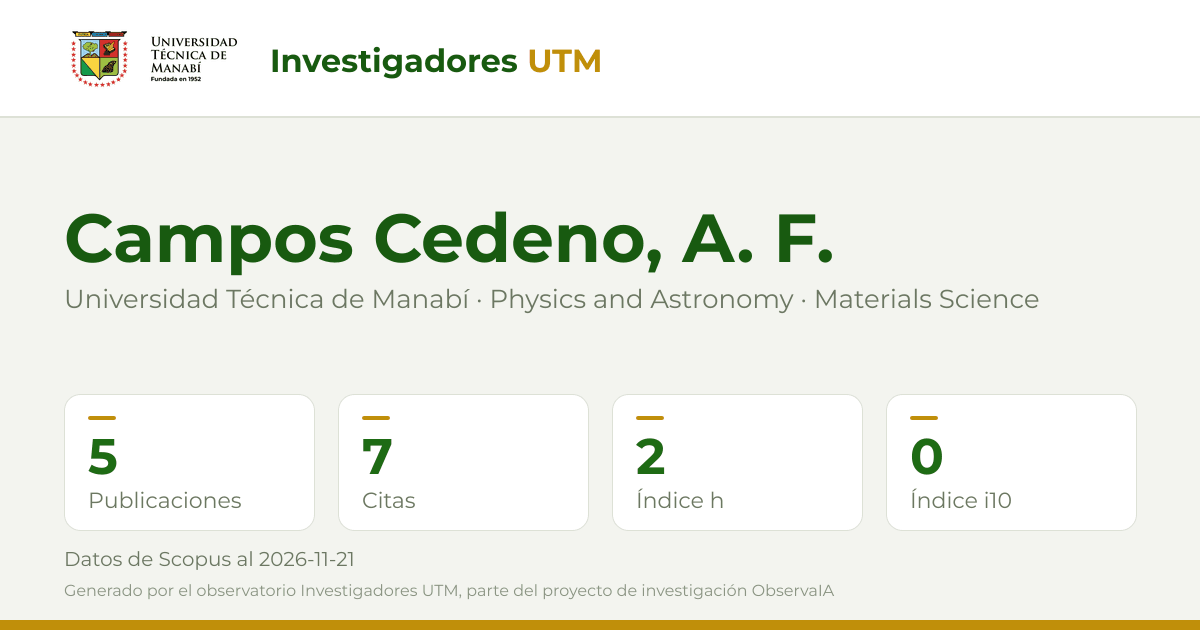 UNIVERSIDAD
TÉCNICA DE
MANABÍ
Fundada en 1952
Investigadores UTM
Campos Cedeno, A. F.
Universidad Técnica de Manabí · Physics and Astronomy · Materials Science
5
Publicaciones
7
Citas
2
Índice h
0
Índice i10
Datos de Scopus al 2026-11-21
Generado por el observatorio Investigadores UTM, parte del proyecto de investigación ObservaIA